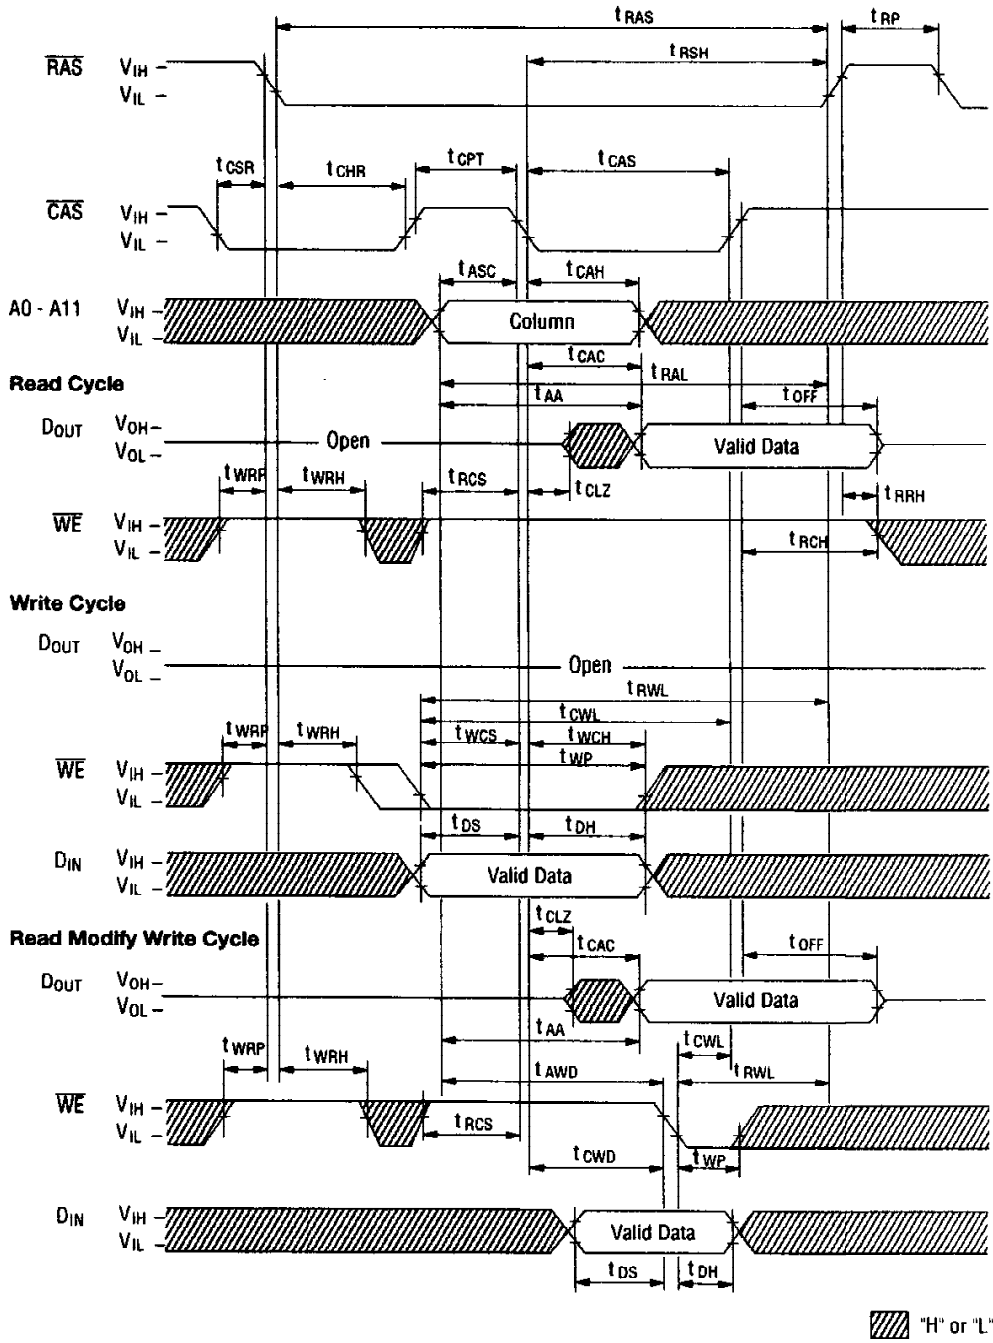 tRAS
tRP
RAS VIH
VIL
tRSH
tCSR
tCHR
tCPT
tCAS
CAS VIH
VIL
tASC
tCAH
A0 - A11 VIH
VIL
Column
tCAC
tRAL
Read Cycle
tAA
tOFF
DOUT VOH
VOL
Open
Valid Data
tWRP
tWRH
tRCS
tCLZ
tRRH
WE VIH
VIL
tRCH
Write Cycle
DOUT VOH
VOL
Open
tRWL
tCWL
tWRP
tWRH
tWCS
tWCH
tWP
WE VIH
VIL
tDS
tDH
DIN VIH
VIL
Valid Data
tCLZ
Read Modify Write Cycle
tCAC
tOFF
DOUT VOH
VOL
Valid Data
tAA
tWRP
tWRH
tCWL
tAWD
tRWL
WE VIH
VIL
tRCS
tCWD
tWP
DIN VIH
VIL
Valid Data
tDS
tDH
"H" or "L"